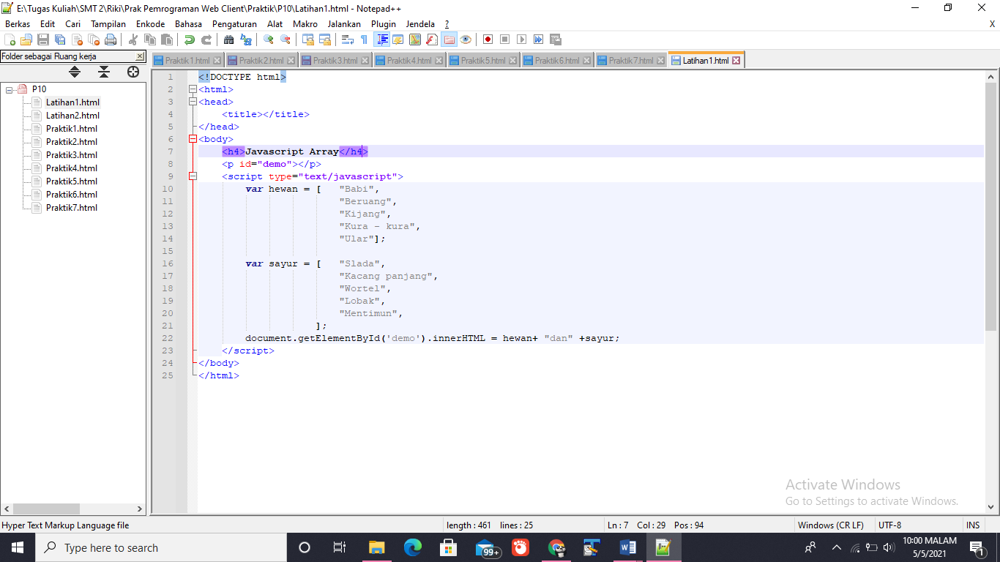 E:\Tugas Kuliah\SMT 2\Riki\Prak Pemrograman Web Client\Praktik\P10\Latihan1.html - Notepad++
Berkas Edit Cari Tampilan Enkode Bahasa Pengaturan Alat Makro Jalankan Plugin Jendela ? X
Folder sebagai Ruang kerja
Praktik1.html Praktik2.html Praktik3.html Praktik4.html Praktik5.html Praktik6.html Praktik7.html Latihan1.html
P10
Latihan1.html
Latihan2.html
Praktik1.html
Praktik2.html
Praktik3.html
Praktik4.html
Praktik5.html
Praktik6.html
Praktik7.html
1 <!DOCTYPE html>
2 <html>
3 <head>
4 <title></title>
5 </head>
6 <body>
7 <h4>Javascript Array</h4>
8 <p id="demo"></p>
9 <script type="text/javascript">
10 var hewan = [ "Babi",
11 "Beruang",
12 "Kijang",
13 "Kura - kura",
14 "Ular"];
15
16 var sayur = [ "Slada",
17 "Kacang panjang",
18 "Wortel",
19 "Lobak",
20 "Mentimun",
21 ];
22 document.getElementById('demo').innerHTML = hewan+ "dan" +sayur;
23 </script>
24 </body>
25 </html>
Activate Windows
Go to Settings to activate Windows.
Hyper Text Markup Language file length : 461 lines : 25 Ln : 7 Col : 29 Pos : 94 Windows (CR LF) UTF-8 INS
Type here to search
99+
10:00 MALAM
5/5/2021
1